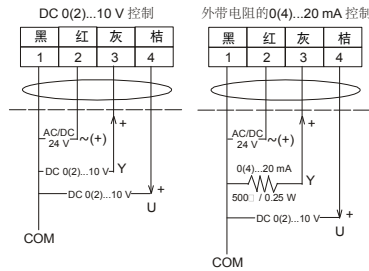 DC 0(2)...10 V 控制
黑 红 灰 桔
1 2 3 4
+
AC/DC
24 V
~(+)
DC 0(2)...10 V
Y
DC 0(2)...10 V
+
U
COM
外带电阻的0(4)...20 mA 控制
黑 红 灰 桔
1 2 3 4
+
AC/DC
24 V
~(+)
0(4)...20 mA
Y
500□ / 0.25 W
DC 0(2)...10 V
+
U
COM